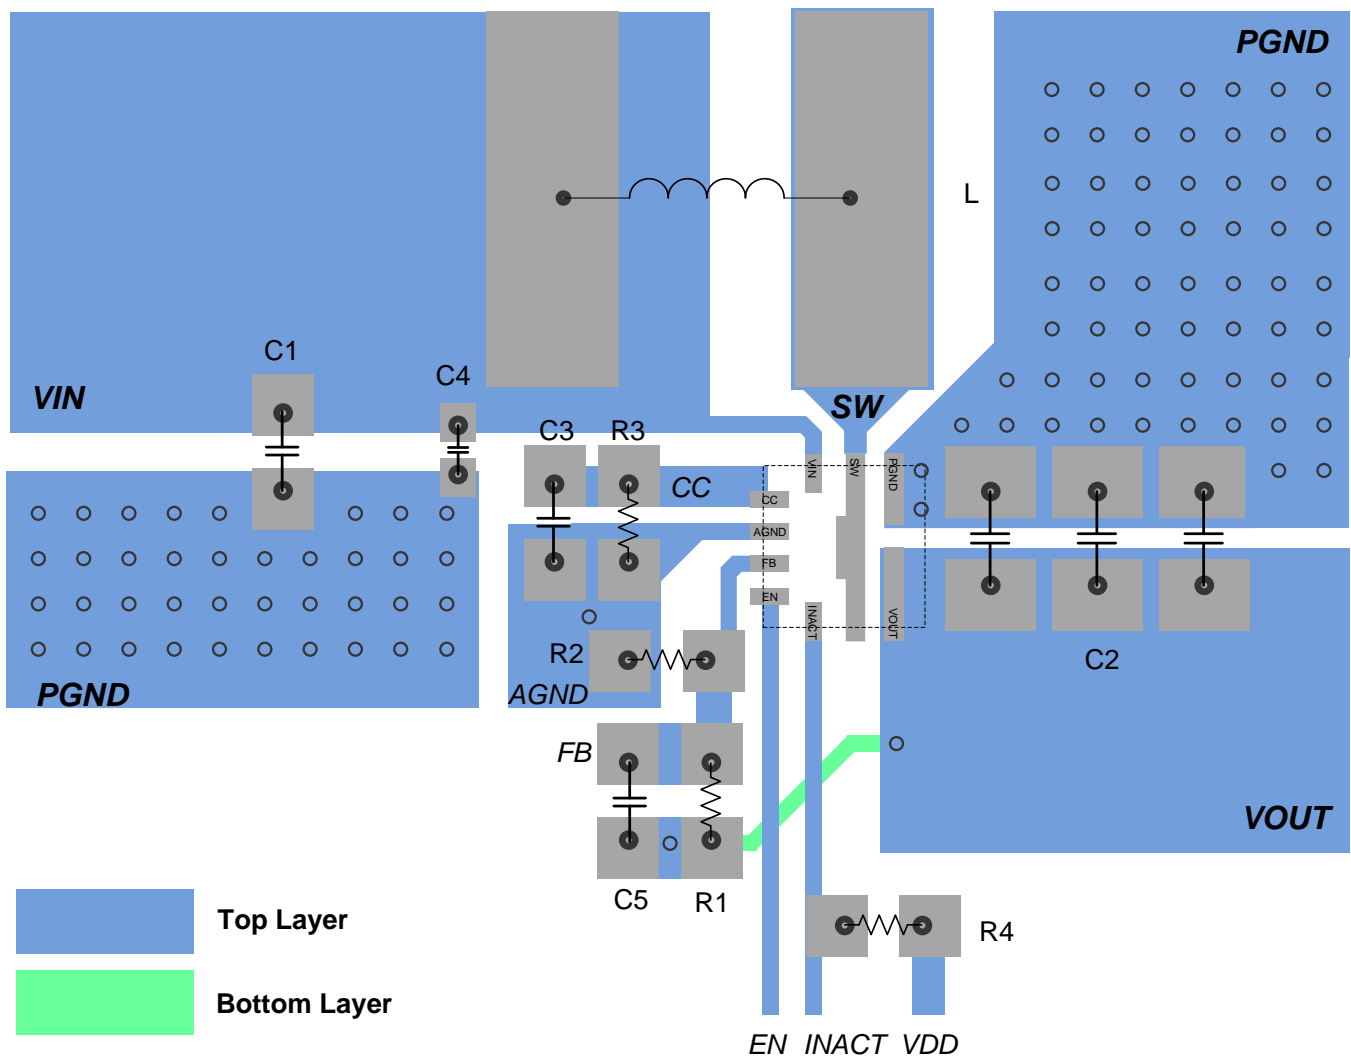 PGND
L
C1
C4
VIN
SW
C3
R3
CC
VIN
SW
PGND
CC
AGND
FB
EN
INACT
VOUT
R2
C2
AGND
PGND
FB
VOUT
C5
R1
Top Layer
R4
Bottom Layer
EN
INACT
VDD